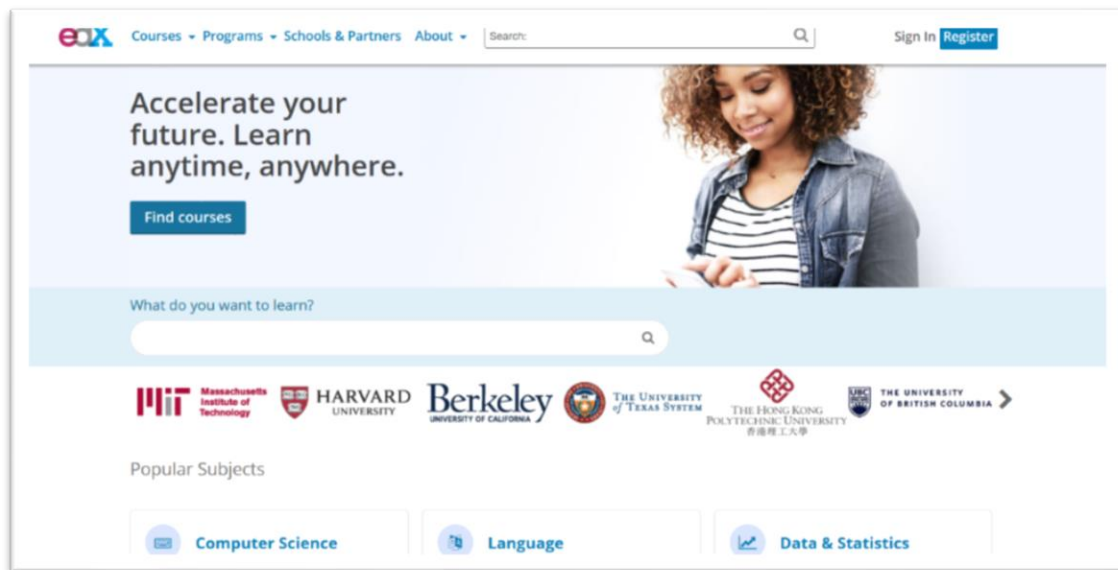 edX Courses Programs Schools & Partners About Search: Sign In Register
Accelerate your
future. Learn
anytime, anywhere.
Find courses
What do you want to learn?
Massachusetts
Institute of
Technology
HARVARD
UNIVERSITY
Berkeley
UNIVERSITY OF CALIFORNIA
THE UNIVERSITY
of TEXAS SYSTEM
THE HONG KONG
POLYTECHNIC UNIVERSITY
香港理工大學
UBC
THE UNIVERSITY
OF BRITISH COLUMBIA
Popular Subjects
Computer Science
Language
Data & Statistics